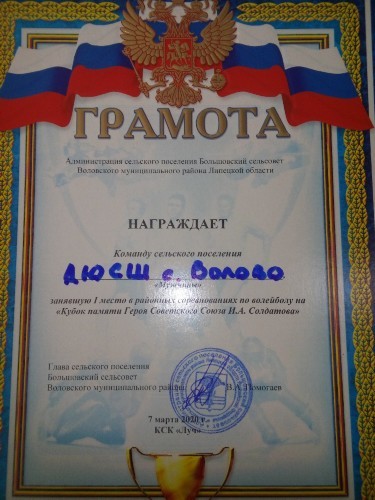 ГРАМОТА
Администрация сельского поселения Большовский сельсовет
Воловского муниципального района Липецкой области
НАГРАЖДАЕТ
Команду сельского поселения
ДЮСШ с. Волово
«Мужчины»
занявшую I место в районных соревнованиях по волейболу на
«Кубок памяти Героя Советского Союза И.А. Солдатова»
Глава сельского поселения
Большовский сельсовет
Воловского муниципального района В.А. Помогаев
7 марта 2020 г.
КСК «Луч»